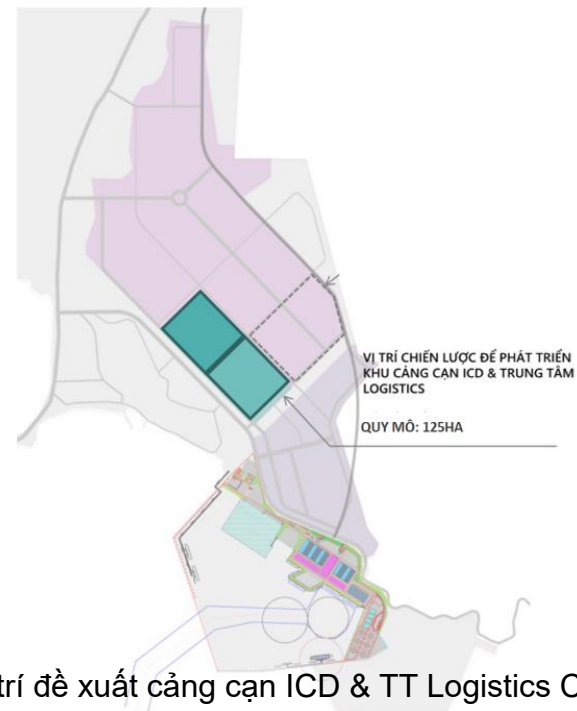 VỊ TRÍ CHIẾN LƯỢC ĐỂ PHÁT TRIỂN
KHU CẢNG CẠN ICD & TRUNG TÂM
LOGISTICS
QUY MÔ: 125HA
trí đề xuất cảng cạn ICD & TT Logistics C